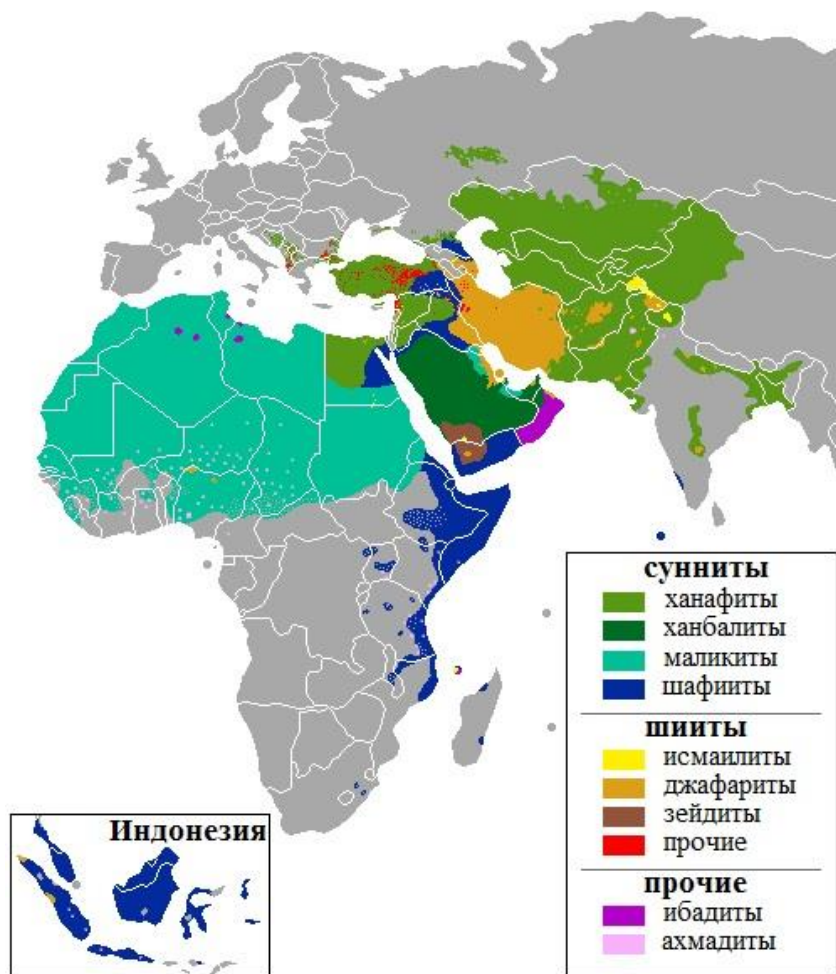 сунниты
ханафиты
ханбалиты
маликиты
шафииты
шииты
исмаилиты
джафариты
зейдиты
прочие
прочие
ибадиты
ахмадиты
Индонезия